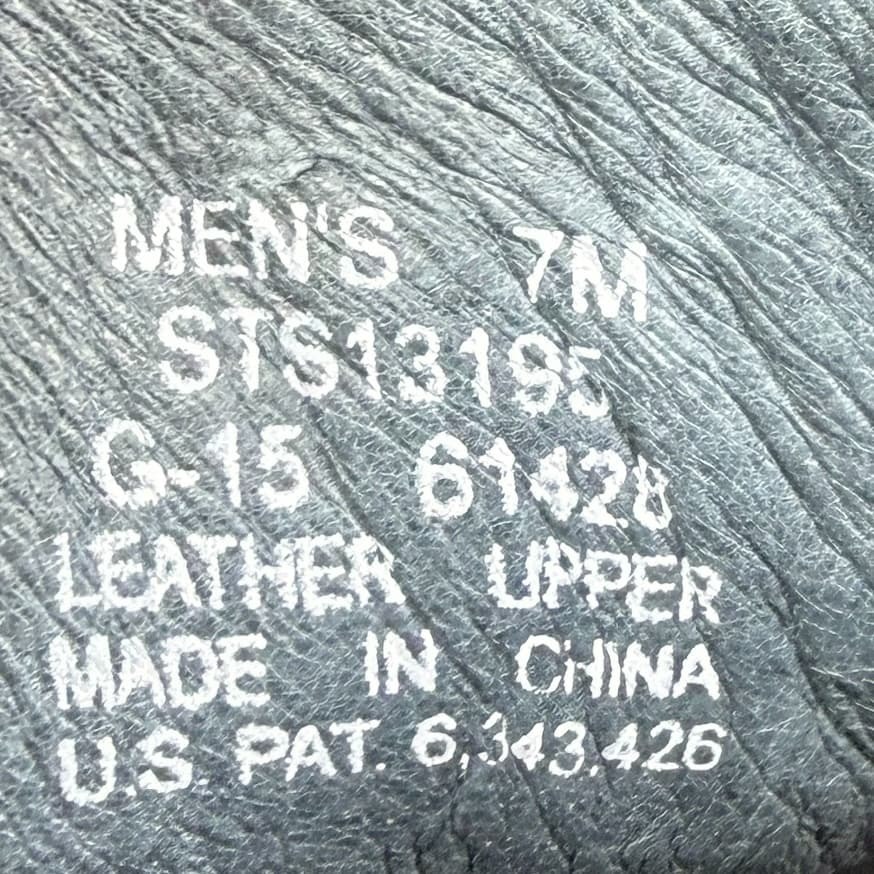 MEN'S 7M
STS13195
G-15 61428
LEATHER UPPER
MADE IN CHINA
U.S. PAT. 6,343,426